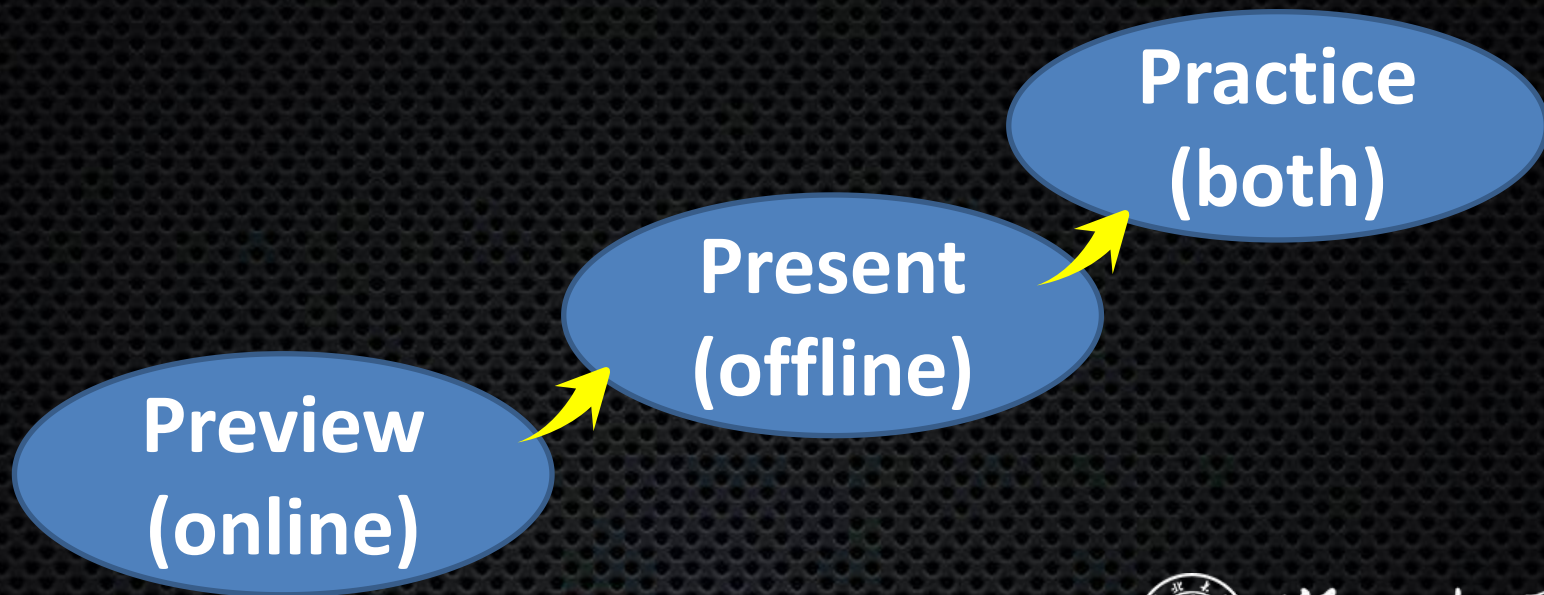 Preview
(online)
Present
(offline)
Practice
(both)